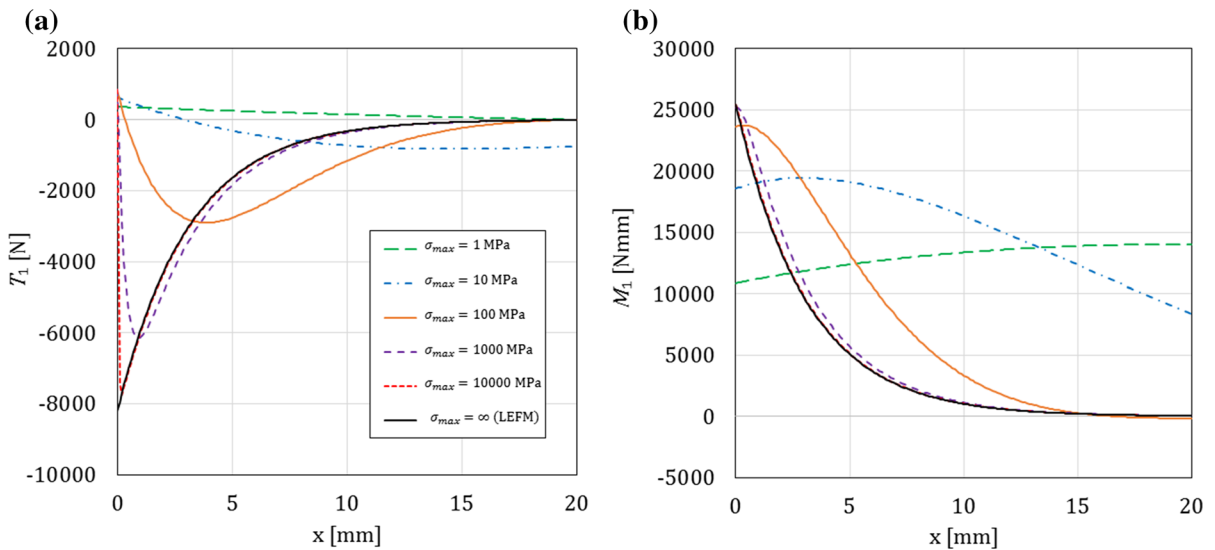 (a)
2000
0
-2000
-4000
-6000
-8000
-10000
T₁ [N]
σmax = 1 MPa
σmax = 10 MPa
σmax = 100 MPa
σmax = 1000 MPa
σmax = 10000 MPa
σmax = ∞ (LEFM)
0 5 10 15 20
x [mm]
(b)
30000
25000
20000
15000
10000
5000
0
-5000
M₁ [Nmm]
0 5 10 15 20
x [mm]